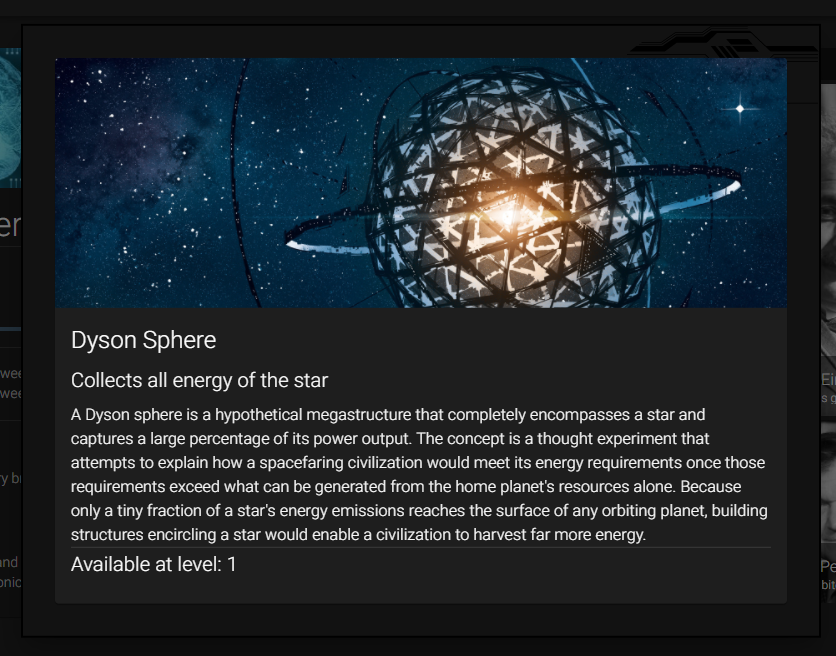 Dyson Sphere
Collects all energy of the star
A Dyson sphere is a hypothetical megastructure that completely encompasses a star and
captures a large percentage of its power output. The concept is a thought experiment that
attempts to explain how a spacefaring civilization would meet its energy requirements once those
requirements exceed what can be generated from the home planet's resources alone. Because
only a tiny fraction of a star's energy emissions reaches the surface of any orbiting planet, building
structures encircling a star would enable a civilization to harvest far more energy.
Available at level: 1